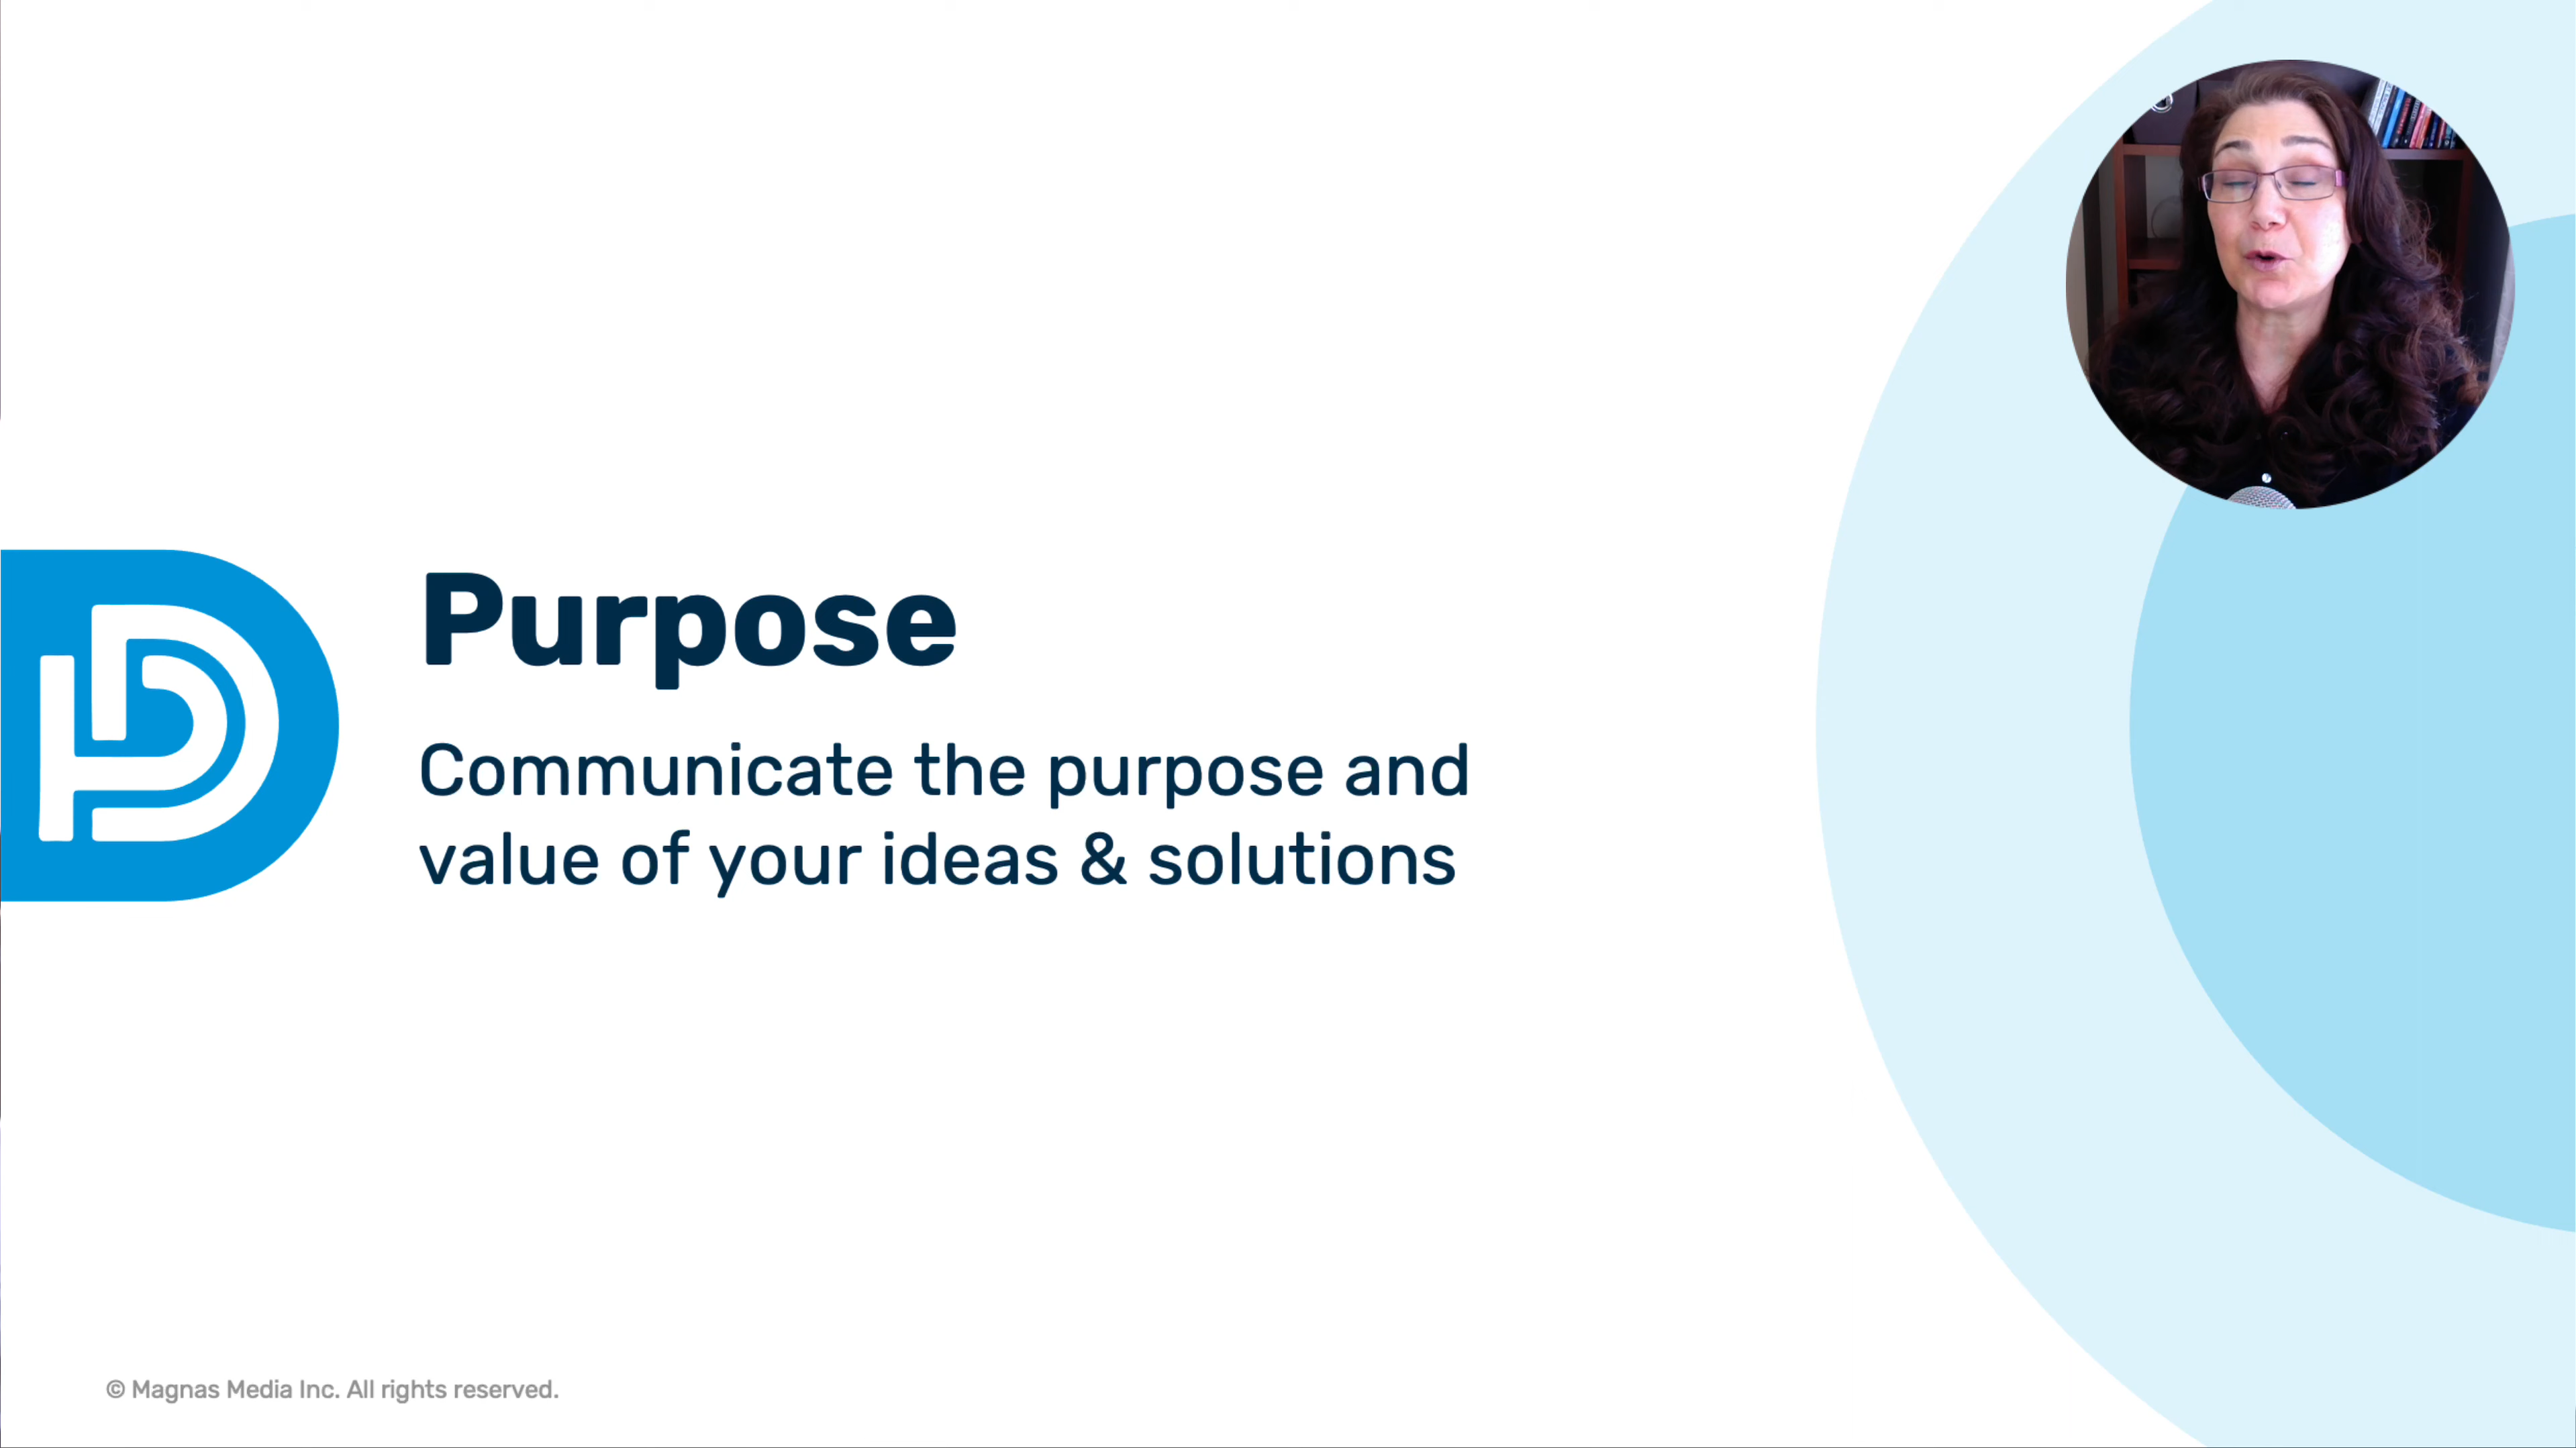 Purpose
Communicate the purpose and
value of your ideas & solutions
© Magnas Media Inc. All rights reserved.